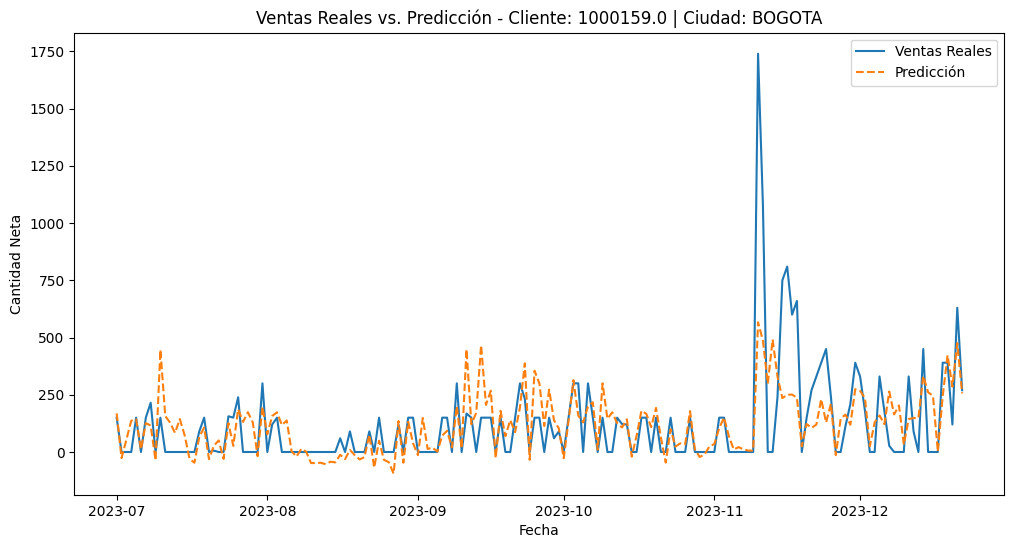 Ventas Reales vs. Predicción - Cliente: 1000159.0 | Ciudad: BOGOTA
Ventas Reales
Predicción
Cantidad Neta
1750
1500
1250
1000
750
500
250
0
2023-07
2023-08
2023-09
2023-10
2023-11
2023-12
Fecha